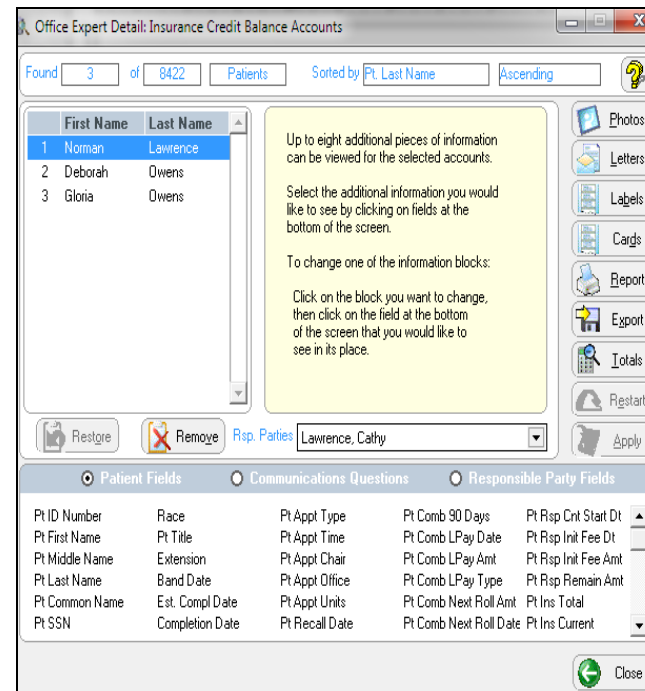 Office Expert Detail: Insurance Credit Balance Accounts
Found 3 of 8422 Patients Sorted by Pt. Last Name Ascending
First Name Last Name
1 Norman Lawrence
2 Deborah Owens
3 Gloria Owens
Up to eight additional pieces of information
can be viewed for the selected accounts.
Select the additional information you would
like to see by clicking on fields at the
bottom of the screen.
To change one of the information blocks:
Click on the block you want to change,
then click on the field at the bottom
of the screen that you would like to
see in its place.
Photos
Letters
Labels
Cards
Report
Export
Totals
Restart
Apply
Restore Remove Rsp. Parties Lawrence, Cathy
Patient Fields Communications Questions Responsible Party Fields
Pt ID Number Race Pt Appt Type Pt Comb 90 Days Pt Rsp Cnt Start Dt
Pt First Name Pt Title Pt Appt Time Pt Comb LPay Date Pt Rsp Init Fee Dt
Pt Middle Name Extension Pt Appt Chair Pt Comb LPay Amt Pt Rsp Init Fee Amt
Pt Last Name Band Date Pt Appt Office Pt Comb LPay Type Pt Rsp Remain Amt
Pt Common Name Est. Compl Date Pt Appt Units Pt Comb Next Roll Amt Pt Ins Total
Pt SSN Completion Date Pt Recall Date Pt Comb Next Roll Date Pt Ins Current
Close